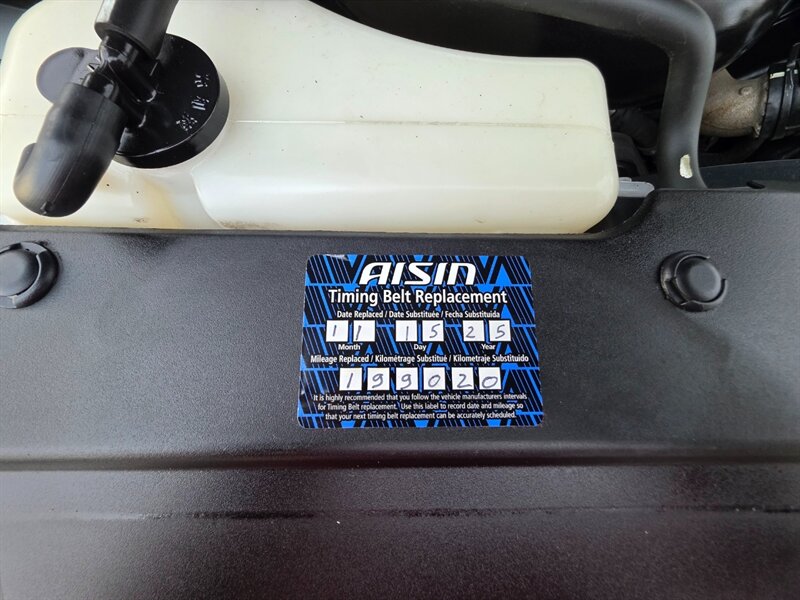 AISIN
Timing Belt Replacement
Date Replaced / Date Substituée / Fecha Substituida
11 15 25
Month Day Year
Mileage Replaced / Kilométrage Substitué / Kilometraje Substituido
199020
It is highly recommended that you follow the vehicle manufacturers intervals
for Timing Belt replacement. Use this label to record date and mileage so
that your next timing belt replacement can be accurately scheduled.